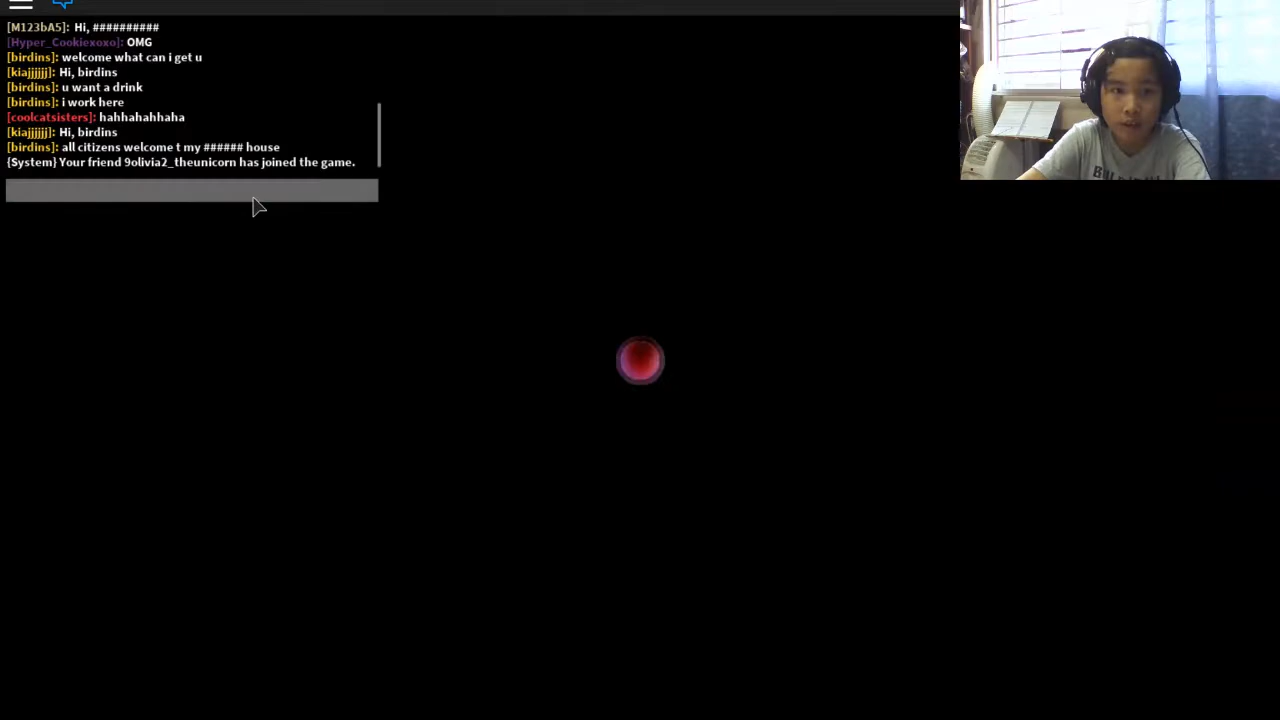 [M123bA5]: Hi, ##########
[Hyper_Cookiexoxo]: OMG
[birdins]: welcome what can i get u
[kiajjjjjj]: Hi, birdins
[birdins]: u want a drink
[birdins]: i work here
[coolcatsisters]: hahhahahhaha
[kiajjjjjj]: Hi, birdins
[birdins]: all citizens welcome t my ###### house
{System} Your friend 9olivia2_theunicorn has joined the game.